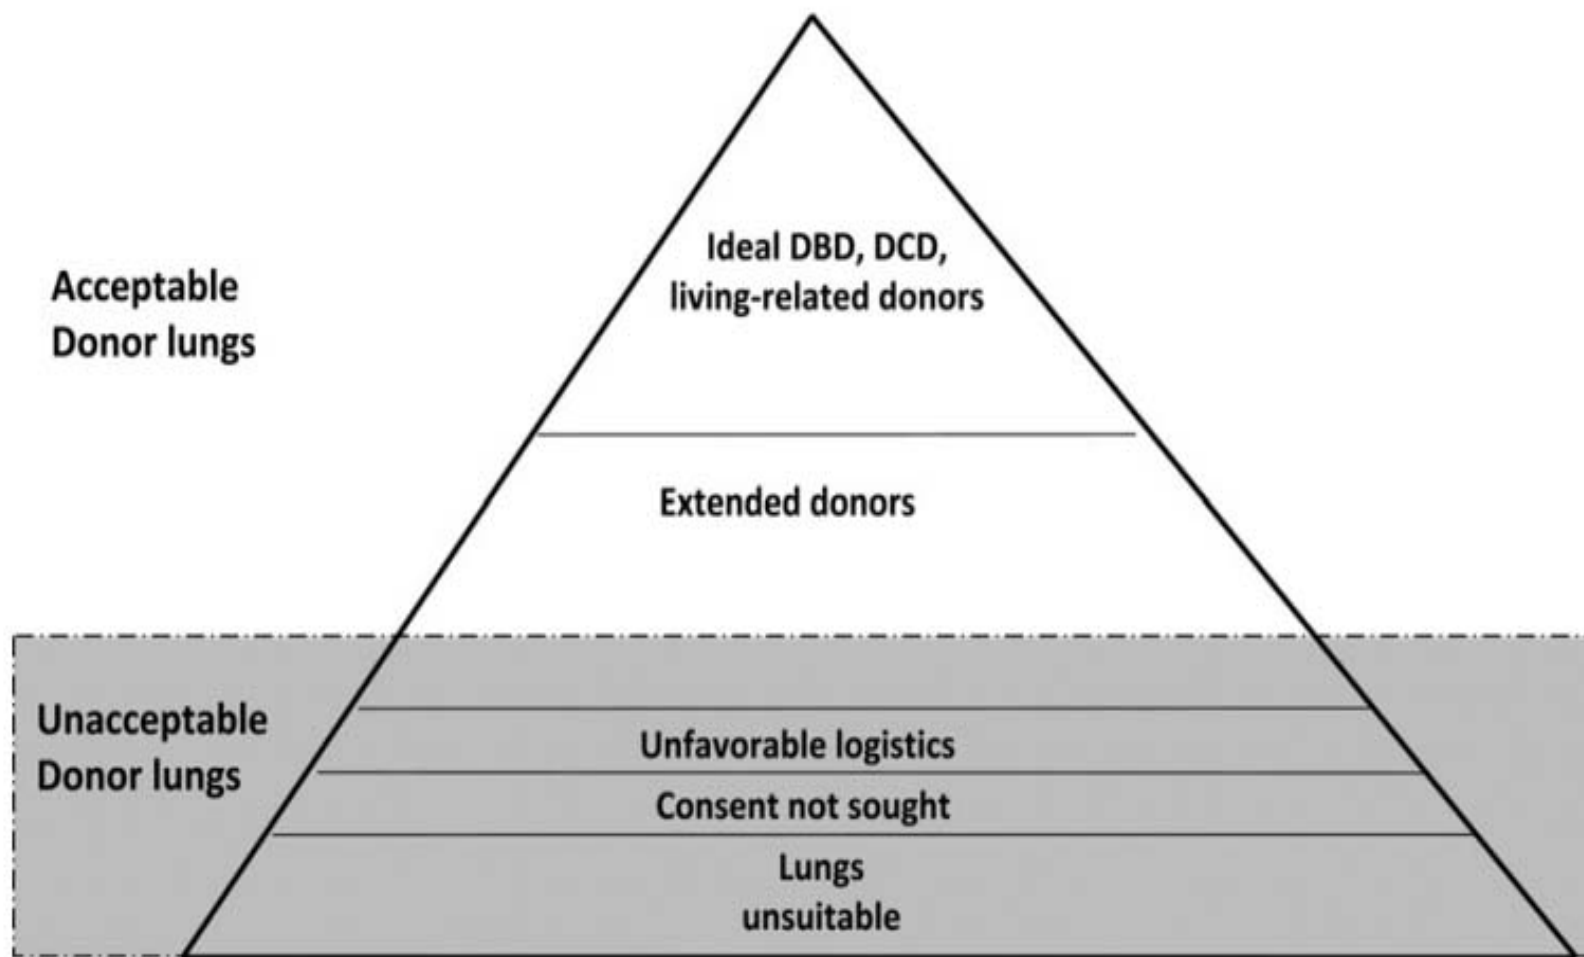 Ideal DBD, DCD,
living-related donors
Acceptable
Donor lungs
Extended donors
Unacceptable
Donor lungs
Unfavorable logistics
Consent not sought
Lungs
unsuitable